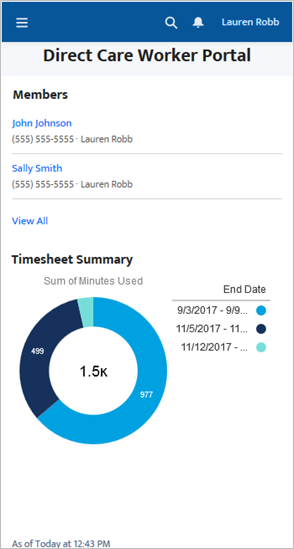 Lauren Robb
Direct Care Worker Portal
Members
John Johnson
(555) 555-5555 · Lauren Robb
Sally Smith
(555) 555-5555 · Lauren Robb
View All
Timesheet Summary
Sum of Minutes Used
End Date
9/3/2017 - 9/9...
11/5/2017 - 11...
11/12/2017 - ...
499
1.5K
977
As of Today at 12:43 PM